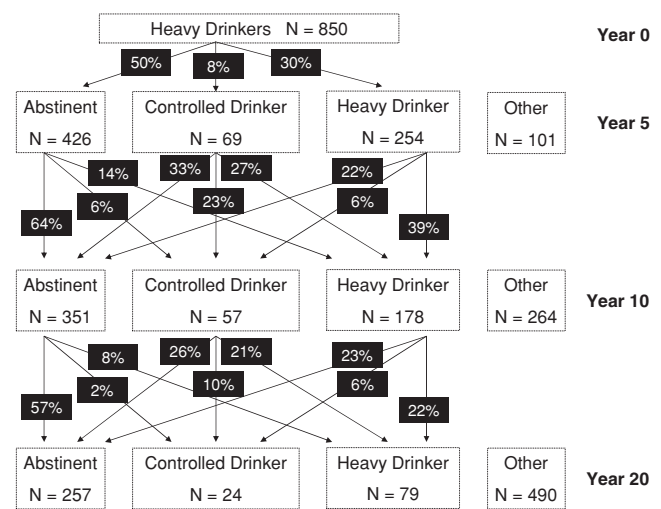 Heavy Drinkers N = 850
Year 0
50%
8%
30%
Abstinent
N = 426
Controlled Drinker
N = 69
Heavy Drinker
N = 254
Other
N = 101
Year 5
14%
33%
27%
22%
64%
6%
23%
6%
39%
Abstinent
N = 351
Controlled Drinker
N = 57
Heavy Drinker
N = 178
Other
N = 264
Year 10
8%
26%
21%
23%
57%
2%
10%
6%
22%
Abstinent
N = 257
Controlled Drinker
N = 24
Heavy Drinker
N = 79
Other
N = 490
Year 20